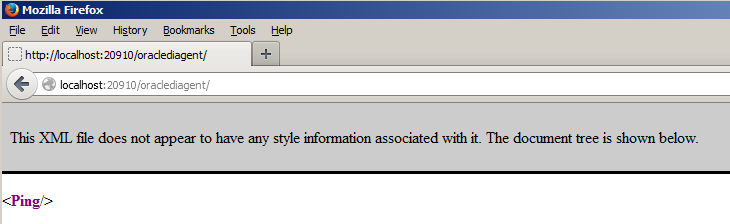 Mozilla Firefox
File Edit View History Bookmarks Tools Help
http://localhost:20910/oraclediagent/
localhost:20910/oraclediagent/
This XML file does not appear to have any style information associated with it. The document tree is shown below.
<Ping/>